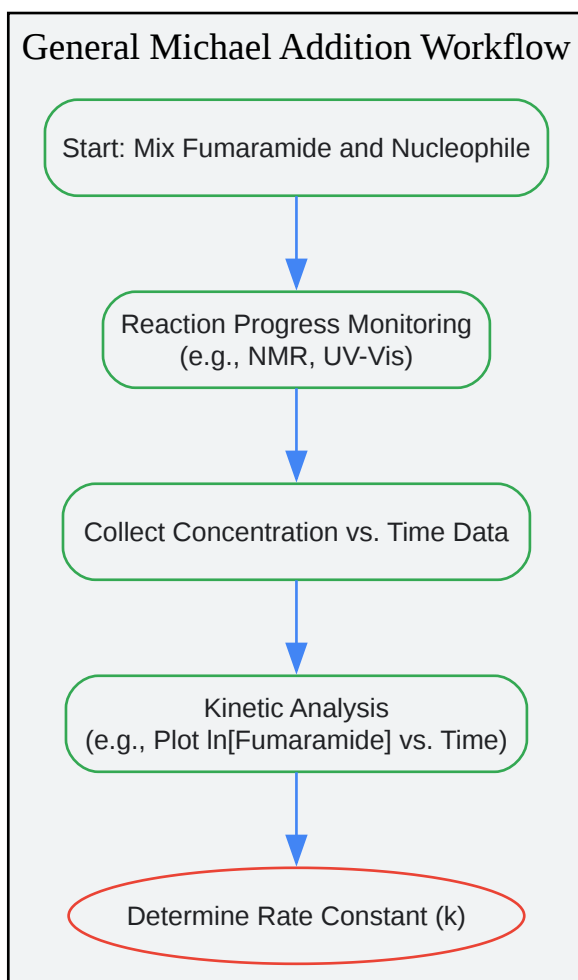 General Michael Addition Workflow
Start: Mix Fumaramide and Nucleophile
Reaction Progress Monitoring
(e.g., NMR, UV-Vis)
Collect Concentration vs. Time Data
Kinetic Analysis
(e.g., Plot ln[Fumaramide] vs. Time)
Determine Rate Constant (k)